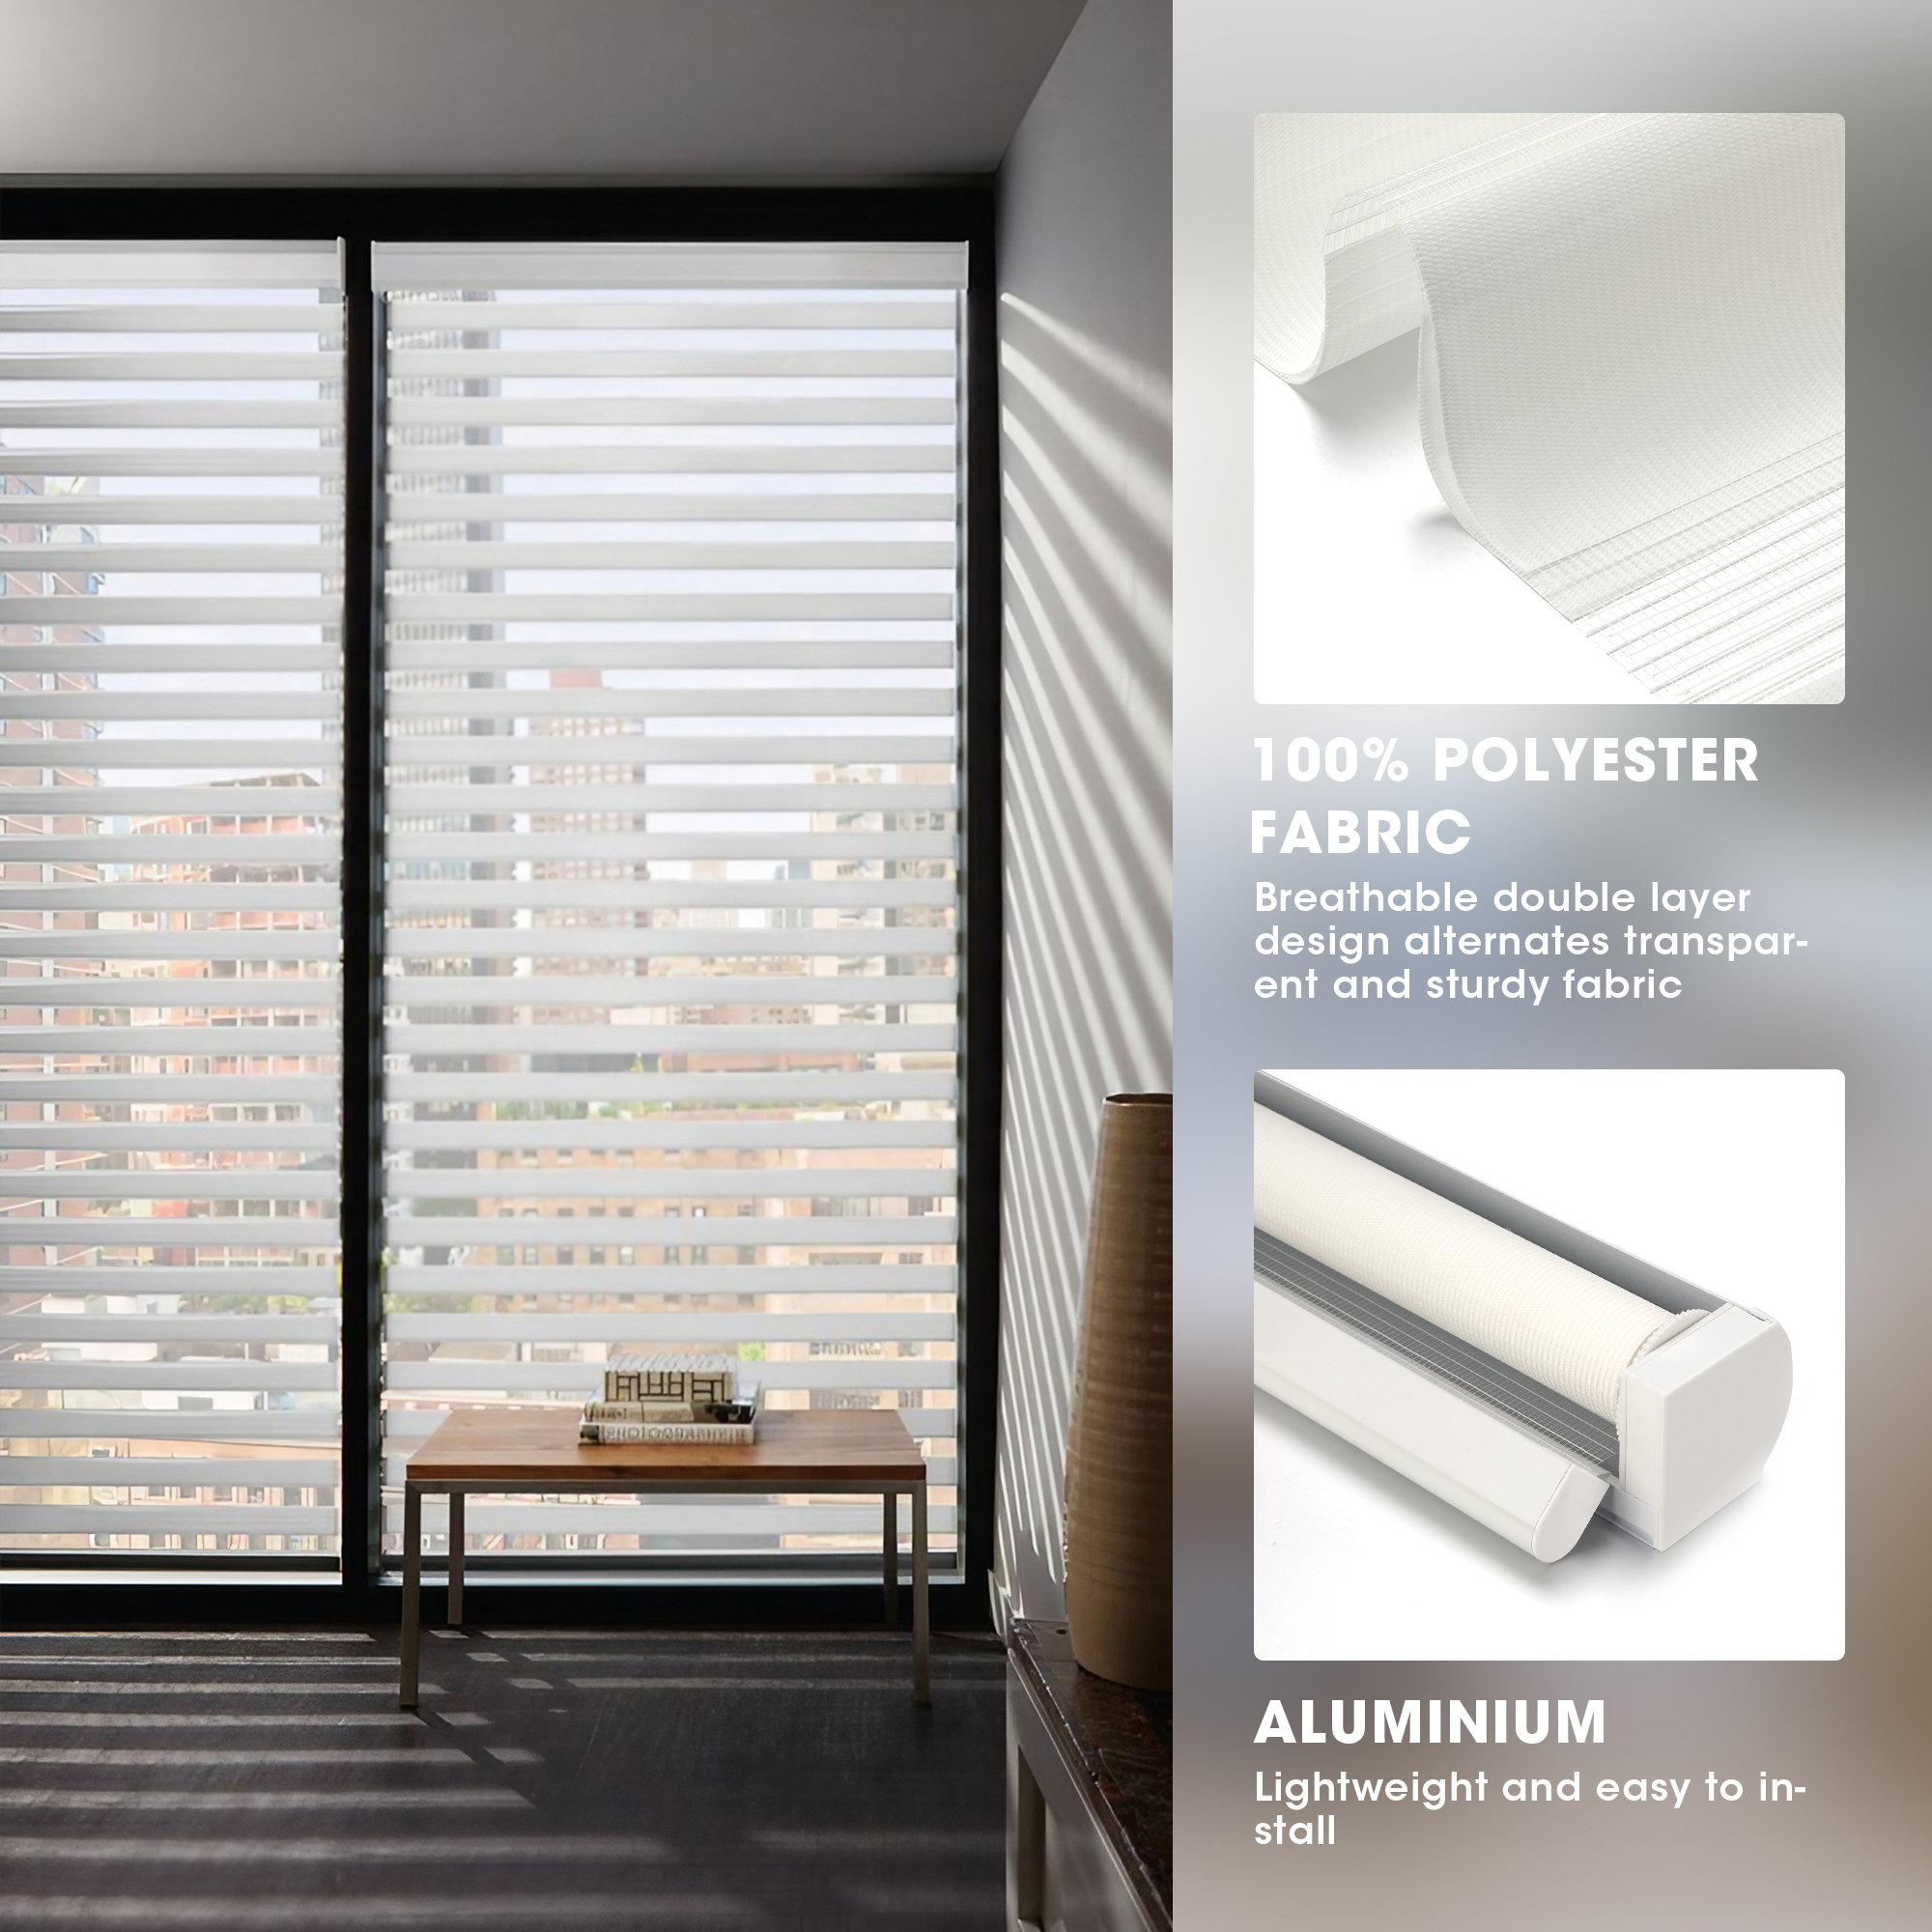 100% POLYESTER
FABRIC
Breathable double layer
design alternates transpar-
ent and sturdy fabric
ALUMINIUM
Lightweight and easy to in-
stall